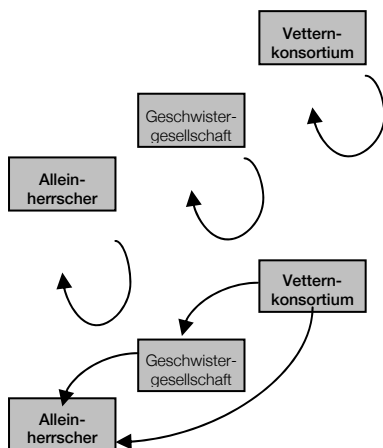 Vettern-
konsortium
Geschwister-
gesellschaft
Allein-
herrscher
Vettern-
konsortium
Geschwister-
gesellschaft
Allein-
herrscher